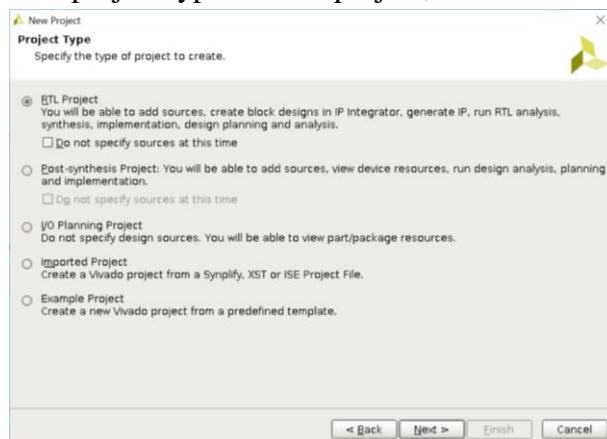 New Project
Project Type
Specify the type of project to create.
RTL Project
You will be able to add sources, create block designs in IP Integrator, generate IP, run RTL analysis,
synthesis, implementation, design planning and analysis.
Do not specify sources at this time
Post-synthesis Project: You will be able to add sources, view device resources, run design analysis, planning
and implementation.
Do not specify sources at this time
I/O Planning Project
Do not specify design sources. You will be able to view part/package resources.
Imported Project
Create a Vivado project from a Synplify, XST or ISE Project File.
Example Project
Create a new Vivado project from a predefined template.
< Back Next > Finish Cancel